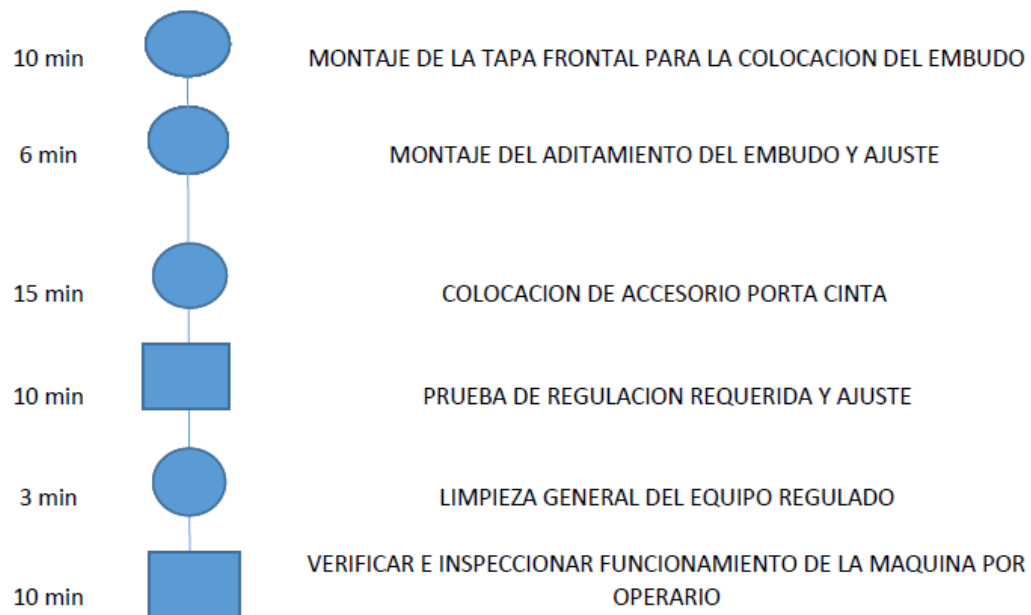 10 min MONTAJE DE LA TAPA FRONTAL PARA LA COLOCACION DEL EMBUDO
6 min MONTAJE DEL ADITAMIENTO DEL EMBUDO Y AJUSTE
15 min COLOCACION DE ACCESORIO PORTA CINTA
10 min PRUEBA DE REGULACION REQUERIDA Y AJUSTE
3 min LIMPIEZA GENERAL DEL EQUIPO REGULADO
VERIFICAR E INSPECCIONAR FUNCIONAMIENTO DE LA MAQUINA POR
10 min OPERARIO